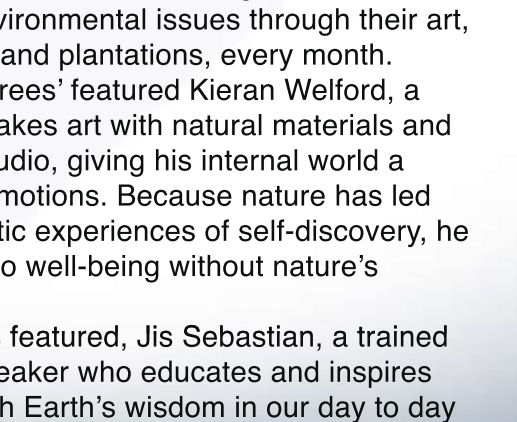 vironmental issues through their art,
and plantations, every month.
rees’ featured Kieran Welford, a
akes art with natural materials and
udio, giving his internal world a
motions. Because nature has led
tic experiences of self-discovery, he
o well-being without nature’s
featured, Jis Sebastian, a trained
eaker who educates and inspires
h Earth’s wisdom in our day to day